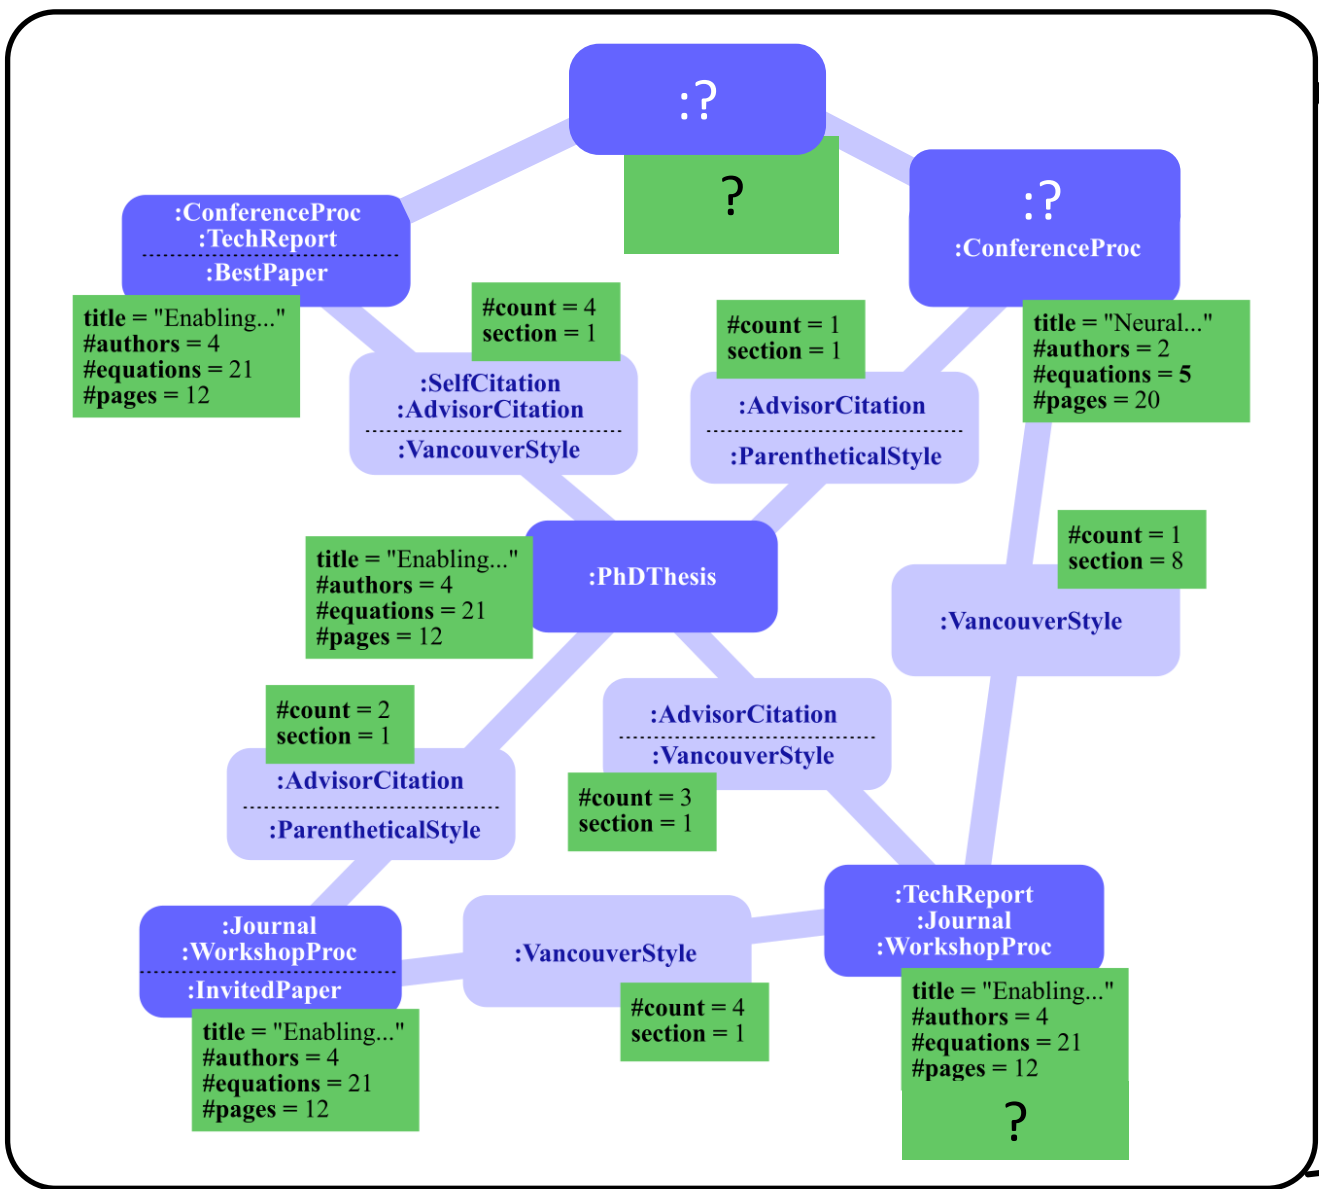 :?
?
:ConferenceProc
:TechReport
:BestPaper
title = "Enabling..."
#authors = 4
#equations = 21
#pages = 12
:?
:ConferenceProc
title = "Neural..."
#authors = 2
#equations = 5
#pages = 20
#count = 4
section = 1
:SelfCitation
:AdvisorCitation
:VancouverStyle
#count = 1
section = 1
:AdvisorCitation
:ParentheticalStyle
title = "Enabling..."
#authors = 4
#equations = 21
#pages = 12
:PhDThesis
#count = 1
section = 8
:VancouverStyle
#count = 2
section = 1
:AdvisorCitation
:ParentheticalStyle
:AdvisorCitation
:VancouverStyle
#count = 3
section = 1
:Journal
:WorkshopProc
:InvitedPaper
title = "Enabling..."
#authors = 4
#equations = 21
#pages = 12
:VancouverStyle
#count = 4
section = 1
:TechReport
:Journal
:WorkshopProc
title = "Enabling..."
#authors = 4
#equations = 21
#pages = 12
?